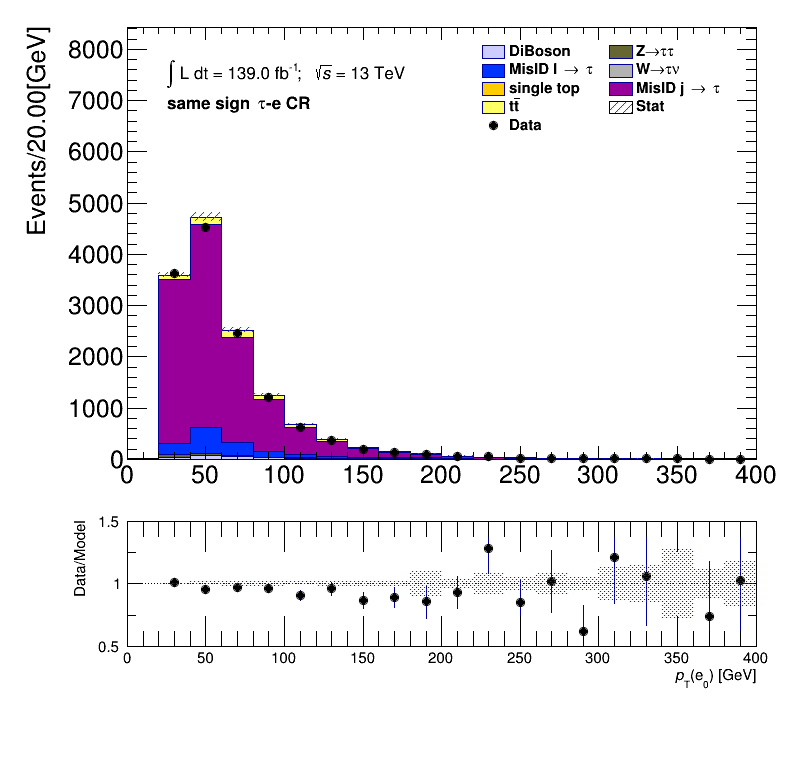 Events/20.00[GeV]
8000
7000
6000
5000
4000
3000
2000
1000
0
∫ L dt = 139.0 fb⁻¹; √s = 13 TeV
same sign τ-e CR
DiBoson
Z→ττ
MisID l → τ
W→τν
single top
MisID j → τ
tt̄
Stat
Data
0 50 100 150 200 250 300 350 400
Data/Model
1.5
1
0.5
0 50 100 150 200 250 300 350 400
p_T(e_0) [GeV]